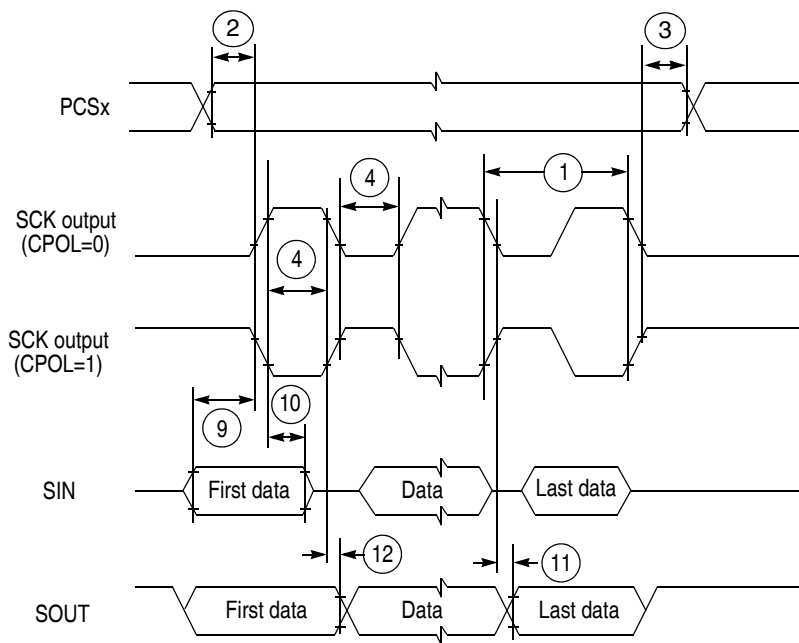 2
3
PCSx
4
1
SCK output
(CPOL=0)
4
SCK output
(CPOL=1)
9
10
SIN
First data
Data
Last data
12
11
SOUT
First data
Data
Last data